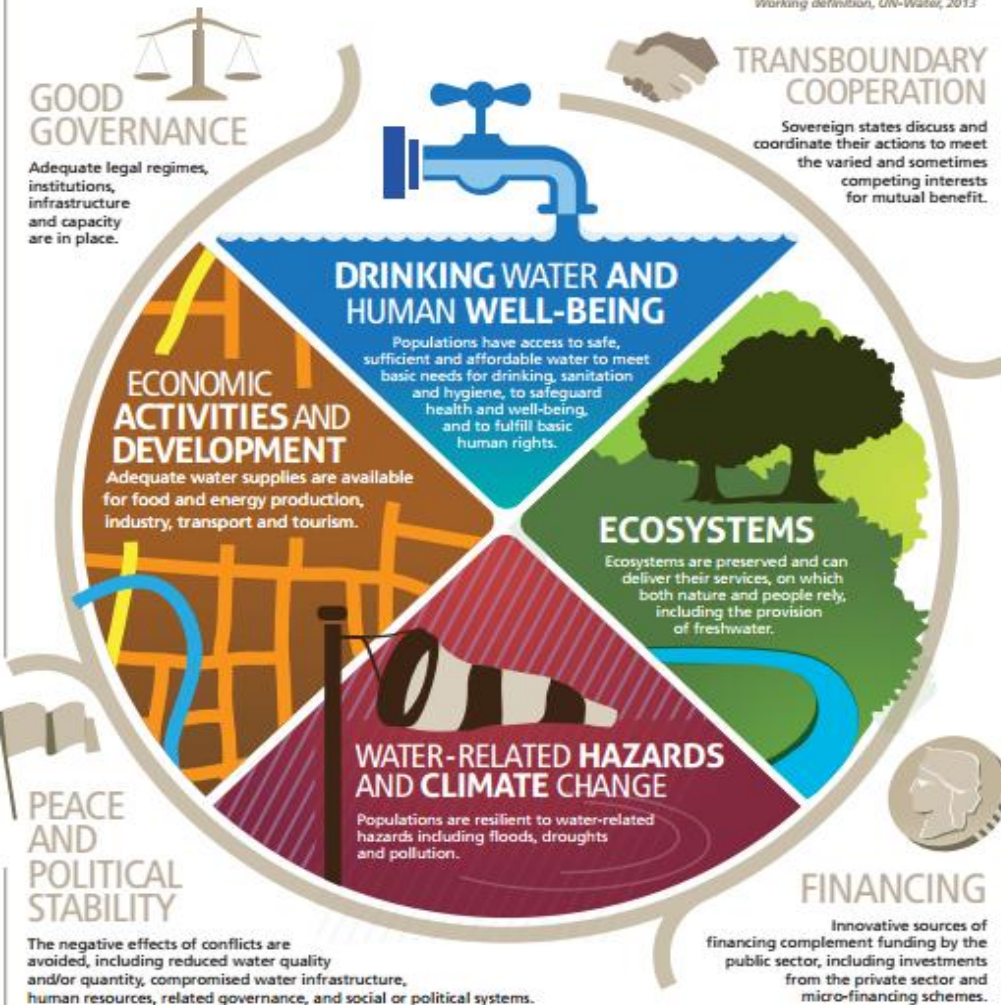 Working definition, UN-Water, 2013
GOOD
GOVERNANCE
Adequate legal regimes,
institutions,
infrastructure
and capacity
are in place.
TRANSBOUNDARY
COOPERATION
Sovereign states discuss and
coordinate their actions to meet
the varied and sometimes
competing interests
for mutual benefit.
DRINKING WATER AND
HUMAN WELL-BEING
Populations have access to safe,
sufficient and affordable water to meet
basic needs for drinking, sanitation
and hygiene, to safeguard
health and well-being,
and to fulfill basic
human rights.
ECONOMIC
ACTIVITIES AND
DEVELOPMENT
Adequate water supplies are available
for food and energy production,
industry, transport and tourism.
ECOSYSTEMS
Ecosystems are preserved and can
deliver their services, on which
both nature and people rely,
including the provision
of freshwater.
WATER-RELATED HAZARDS
AND CLIMATE CHANGE
Populations are resilient to water-related
hazards including floods, droughts
and pollution.
PEACE
AND
POLITICAL
STABILITY
The negative effects of conflicts are
avoided, including reduced water quality
and/or quantity, compromised water infrastructure,
human resources, related governance, and social or political systems.
FINANCING
Innovative sources of
financing complement funding by the
public sector, including investments
from the private sector and
micro-financing schemes.